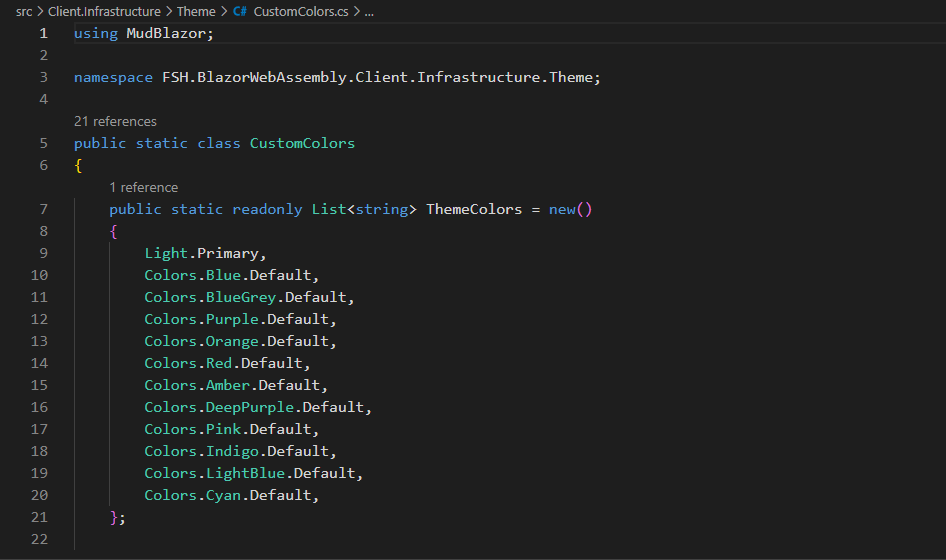 src > Client.Infrastructure > Theme > C# CustomColors.cs > ...
1 using MudBlazor;
2
3 namespace FSH.BlazorWebAssembly.Client.Infrastructure.Theme;
4
21 references
5 public static class CustomColors
6 {
1 reference
7 public static readonly List<string> ThemeColors = new()
8 {
9 Light.Primary,
10 Colors.Blue.Default,
11 Colors.BlueGrey.Default,
12 Colors.Purple.Default,
13 Colors.Orange.Default,
14 Colors.Red.Default,
15 Colors.Amber.Default,
16 Colors.DeepPurple.Default,
17 Colors.Pink.Default,
18 Colors.Indigo.Default,
19 Colors.LightBlue.Default,
20 Colors.Cyan.Default,
21 };
22